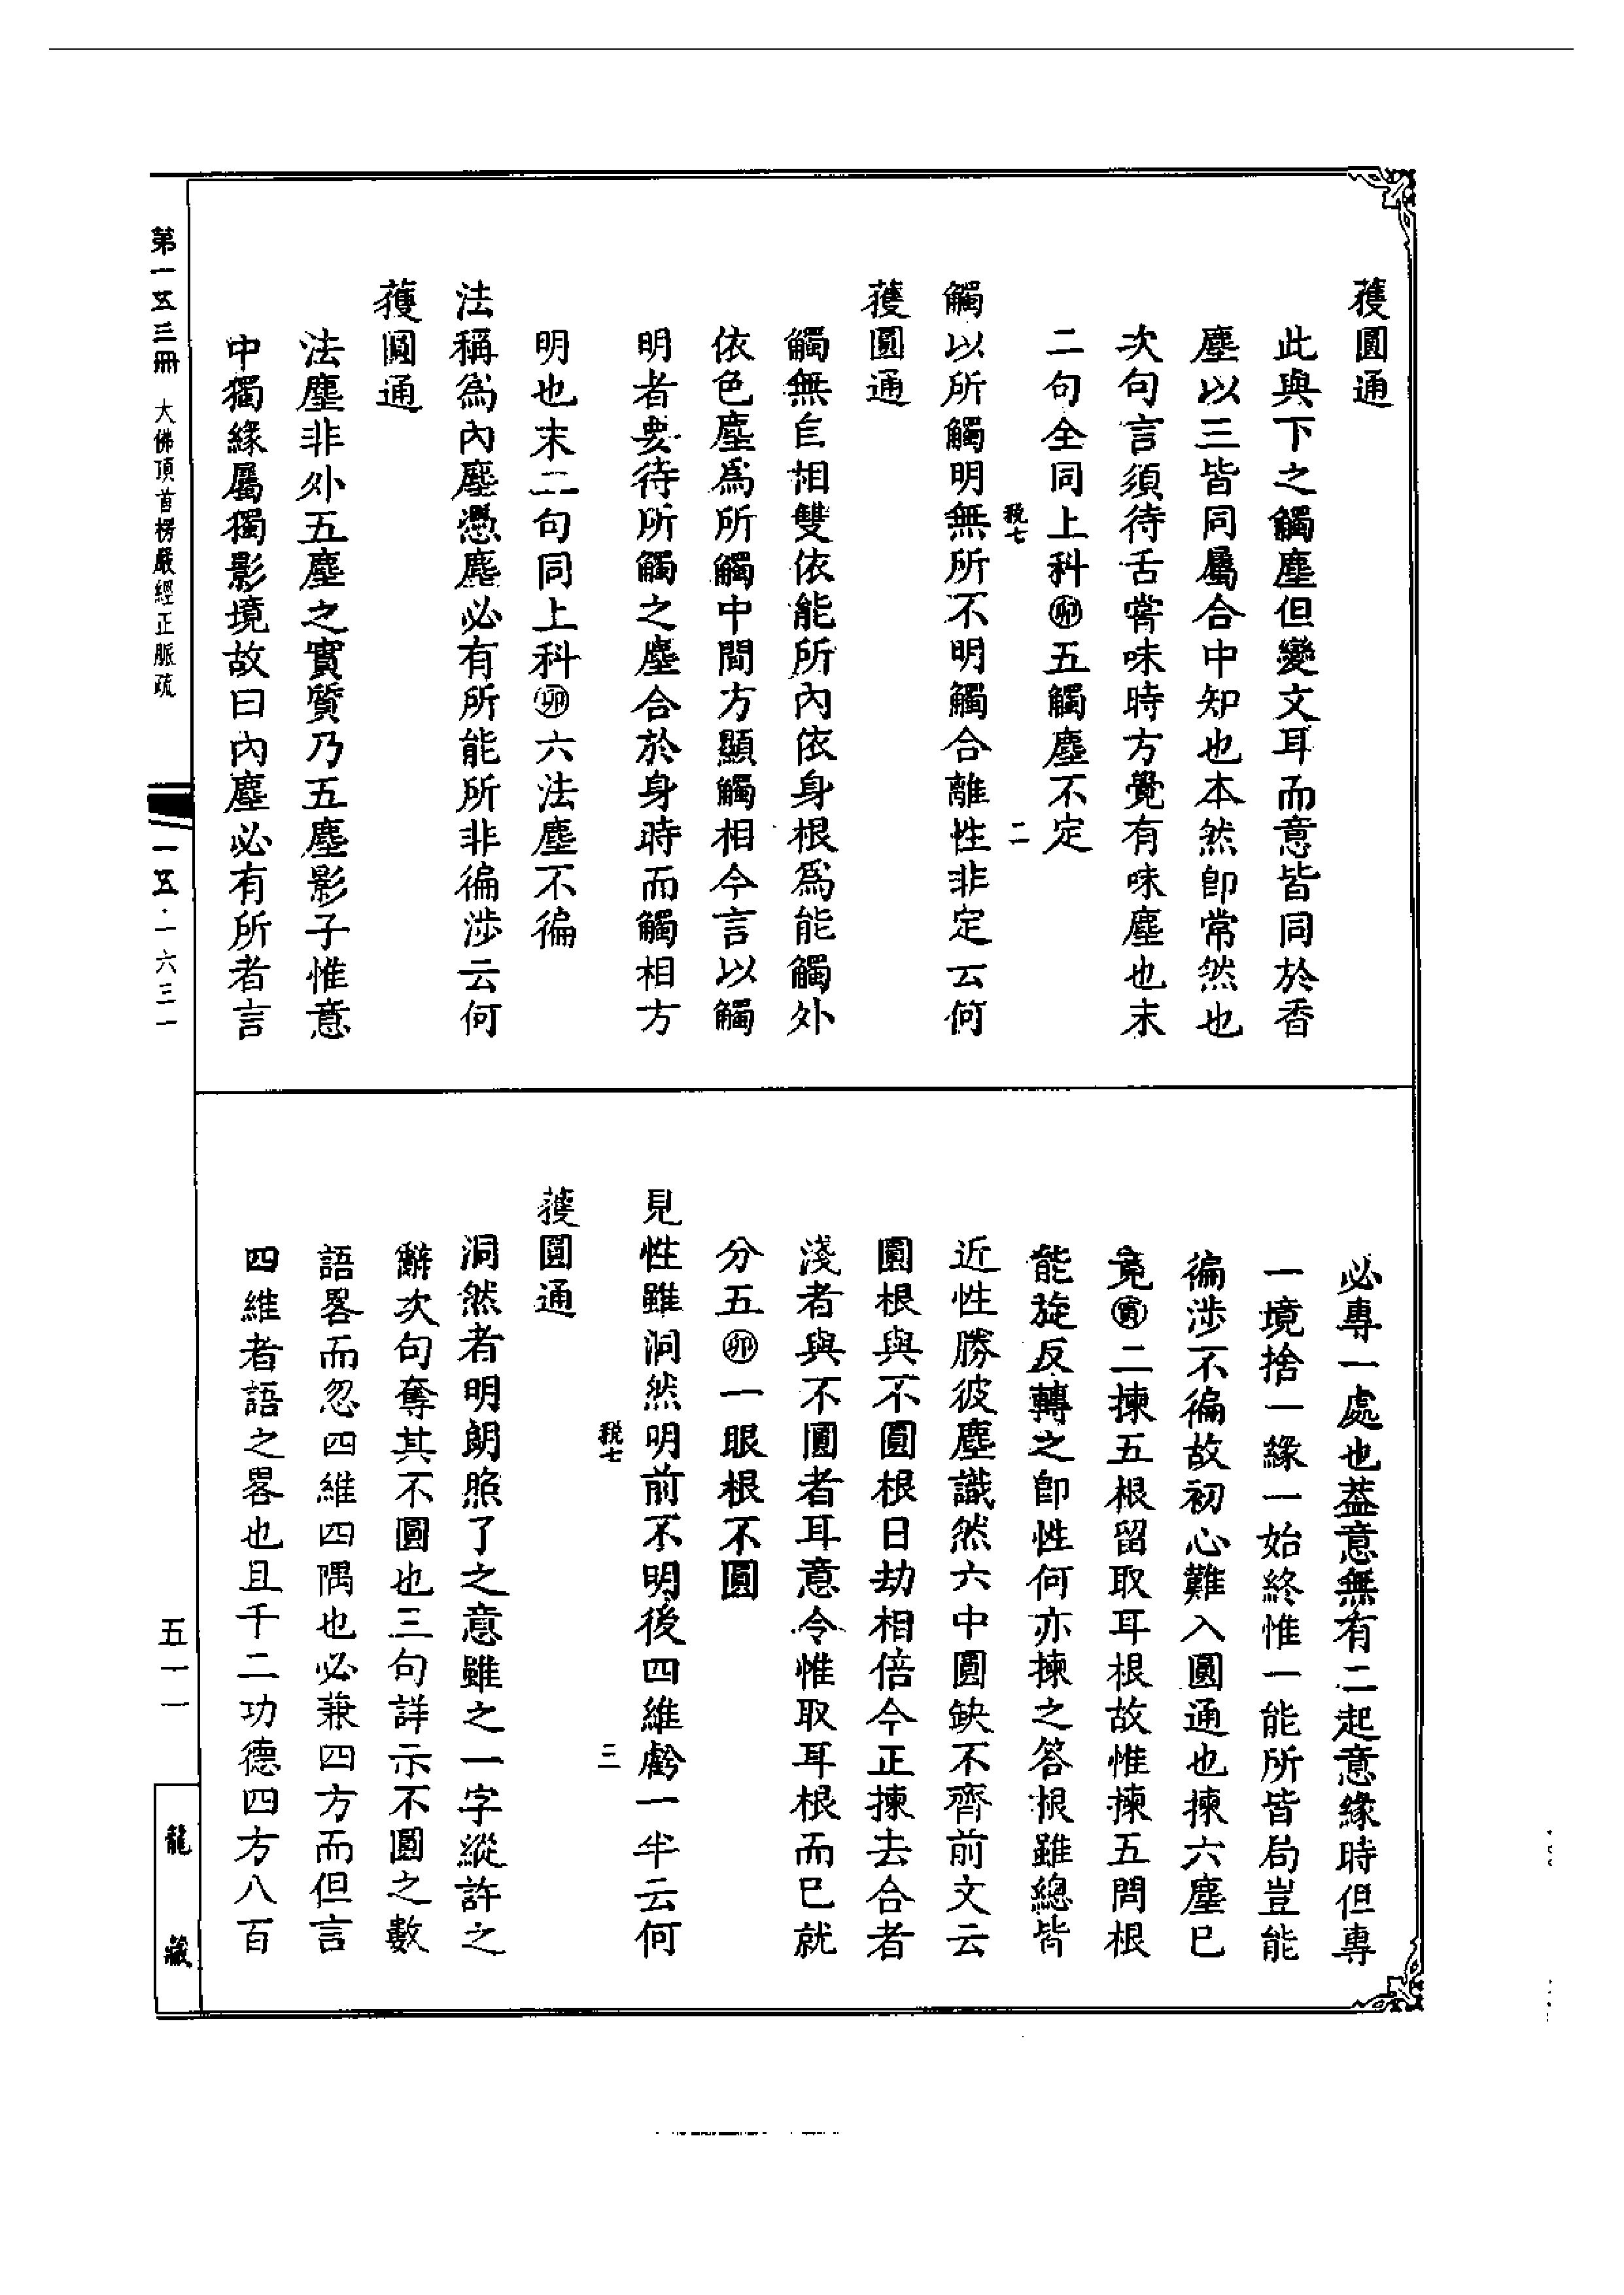 獲圓通
此與下之觸塵但變文耳而意皆同於香
塵以三皆同屬合中知也本然卽常然也
次句言須待舌嘗味時方覺有味塵也末
二句全同上科㊞五觸塵不定
稅七
二
觸以所觸明無所不明觸合離性非定云何
獲圓通
觸無自相雙依能所內依身根爲能觸外
依色塵爲所觸中間方顯觸相今言以觸
明者要待所觸之塵合於身時而觸相方
明也末二句同上科卯六法塵不徧
法稱爲內塵憑塵必有所能所非徧涉云何
獲圓通
法塵非外五塵之實質乃五塵影子惟意
中獨緣屬獨影境故曰內塵必有所者言
必專一處也葢意無有二起意緣時但專
一境捨一緣一始終惟一能所皆局豈能
徧涉不徧故初心難入圓通也揀六塵已
竟寅二揀五根留取耳根故惟揀五問根
能旋反轉之卽性何亦揀之答根雖總皆
近性勝彼塵識然六中圓缺不齊前文云
圓根與不圓根日劫相倍今正揀去合者
淺者與不圓者耳意令惟取耳根而已就
分五卯一眼根不圓
見性雖洞然明前不明後四維虧一半云何
稅七
三
獲圓通
洞然者明朗照了之意雖之一字縱許之
辭次句奪其不圓也三句詳示不圓之數
語畧而忽四維四隅也必兼四方而但言
四維者語之畧也且千二功德四方八百
第一五三冊 大佛頂首楞嚴經正脈疏
一五·一六三一
五一一
龍藏